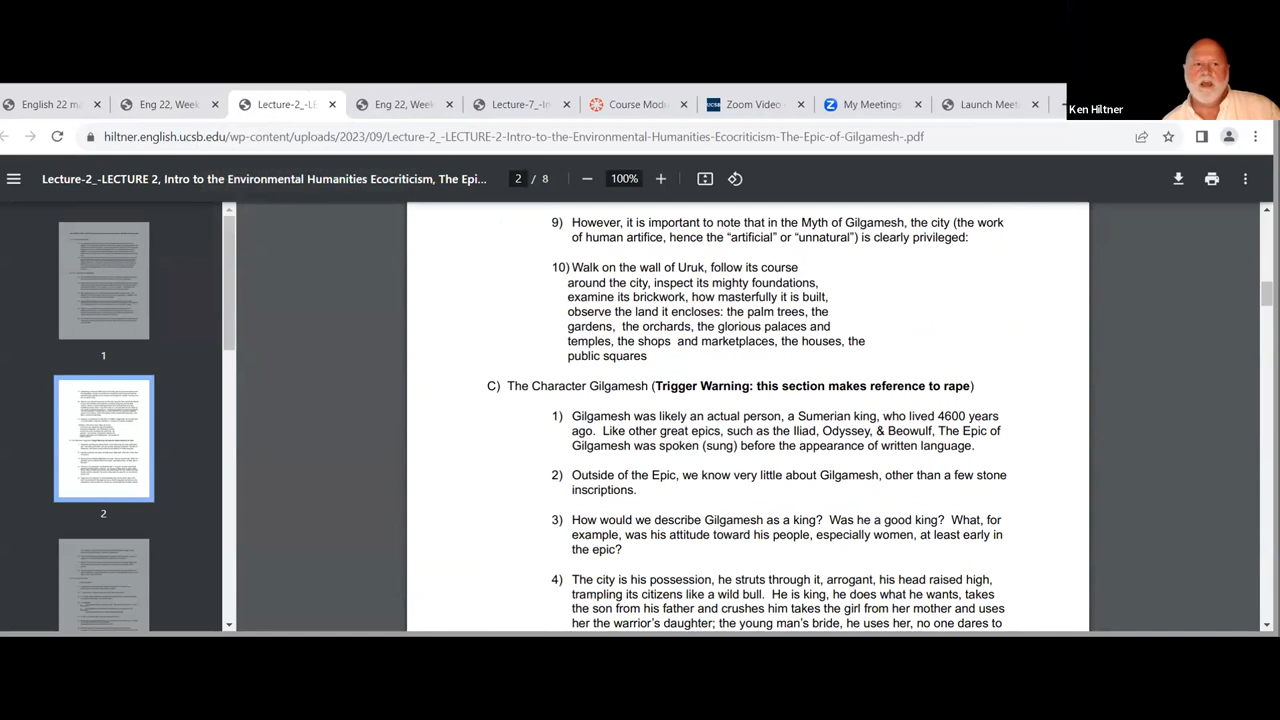 Ken Hiltner
English 22 m
Eng 22, Week
Lecture-2_-LE
Eng 22, Week
Lecture-7_-In
Course Modu
UCSB
Zoom Video -
My Meetings
Launch Meet
hiltner.english.ucsb.edu/wp-content/uploads/2023/09/Lecture-2_-LECTURE-2-Intro-to-the-Environmental-Humanities-Ecocriticism-The-Epic-of-Gilgamesh-.pdf
Lecture-2_-LECTURE 2, Intro to the Environmental Humanities Ecocriticism, The Epi...
2 / 8
100%
1
2
9) However, it is important to note that in the Myth of Gilgamesh, the city (the work
of human artifice, hence the “artificial” or “unnatural”) is clearly privileged:
10) Walk on the wall of Uruk, follow its course
around the city, inspect its mighty foundations,
examine its brickwork, how masterfully it is built,
observe the land it encloses: the palm trees, the
gardens, the orchards, the glorious palaces and
temples, the shops and marketplaces, the houses, the
public squares
C) The Character Gilgamesh (Trigger Warning: this section makes reference to rape)
1) Gilgamesh was likely an actual person, a Sumerian king, who lived 4600 years
ago. Like other great epics, such as the Iliad, Odyssey, & Beowulf, The Epic of
Gilgamesh was spoken (sung) before the appearance of written language.
2) Outside of the Epic, we know very little about Gilgamesh, other than a few stone
inscriptions.
3) How would we describe Gilgamesh as a king? Was he a good king? What, for
example, was his attitude toward his people, especially women, at least early in
the epic?
4) The city is his possession, he struts through it, arrogant, his head raised high,
trampling its citizens like a wild bull. He is king, he does what he wants, takes
the son from his father and crushes him takes the girl from her mother and uses
her the warrior’s daughter; the young man’s bride, he uses her, no one dares to